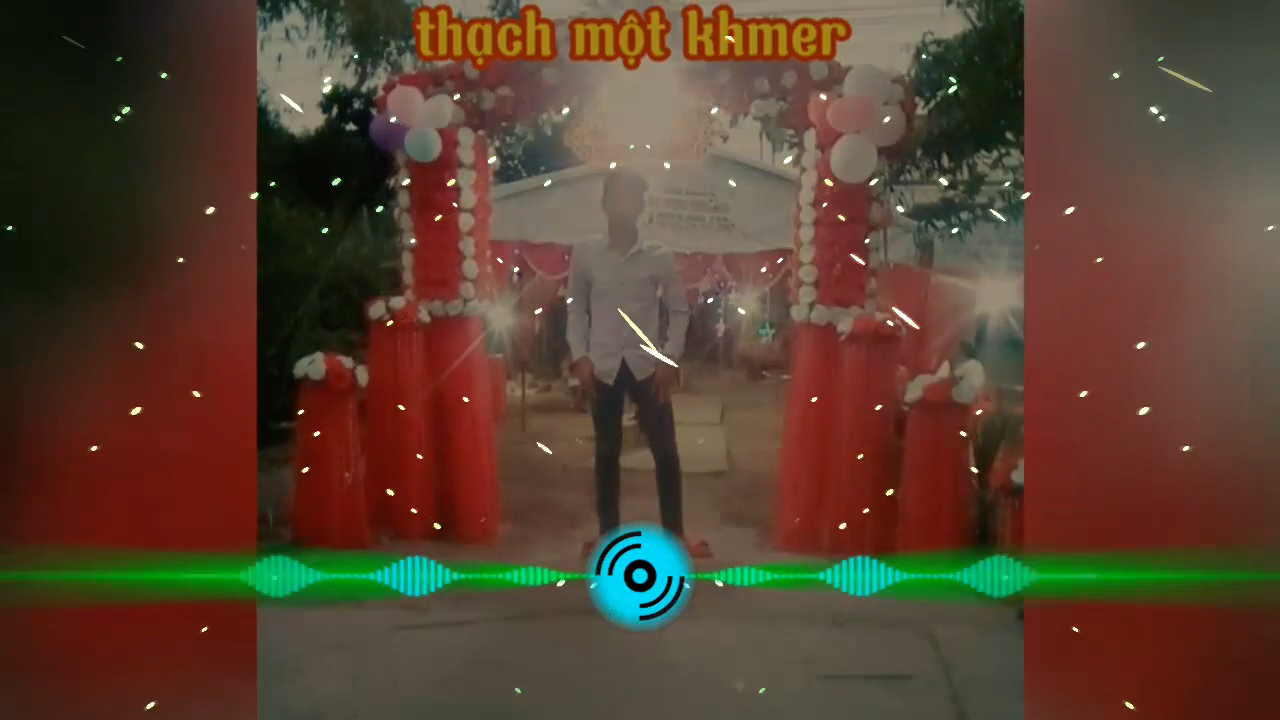 thạch một khmer